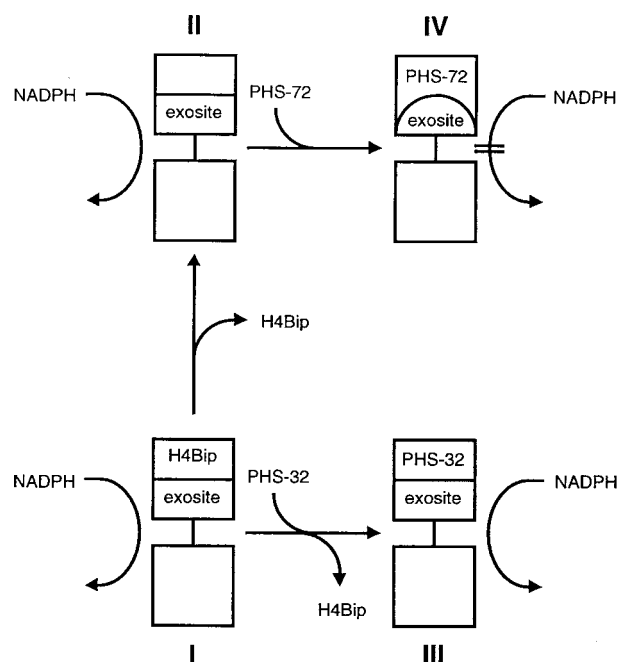 II
IV
NADPH
exosite
PHS-72
PHS-72
exosite
NADPH
H4Bip
NADPH
H4Bip
exosite
PHS-32
H4Bip
PHS-32
exosite
NADPH
I
III